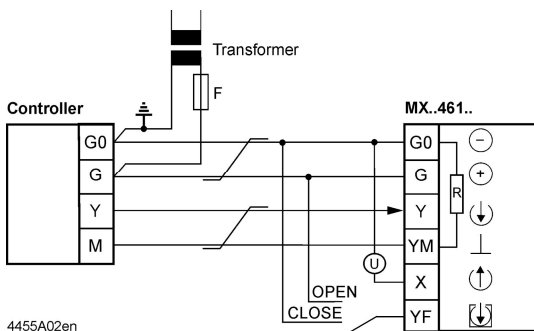 Transformer
F
Controller
MX..461..
G0
G0
G
G
R
Y
Y
M
YM
U
X
OPEN
CLOSE
YF
4455A02en